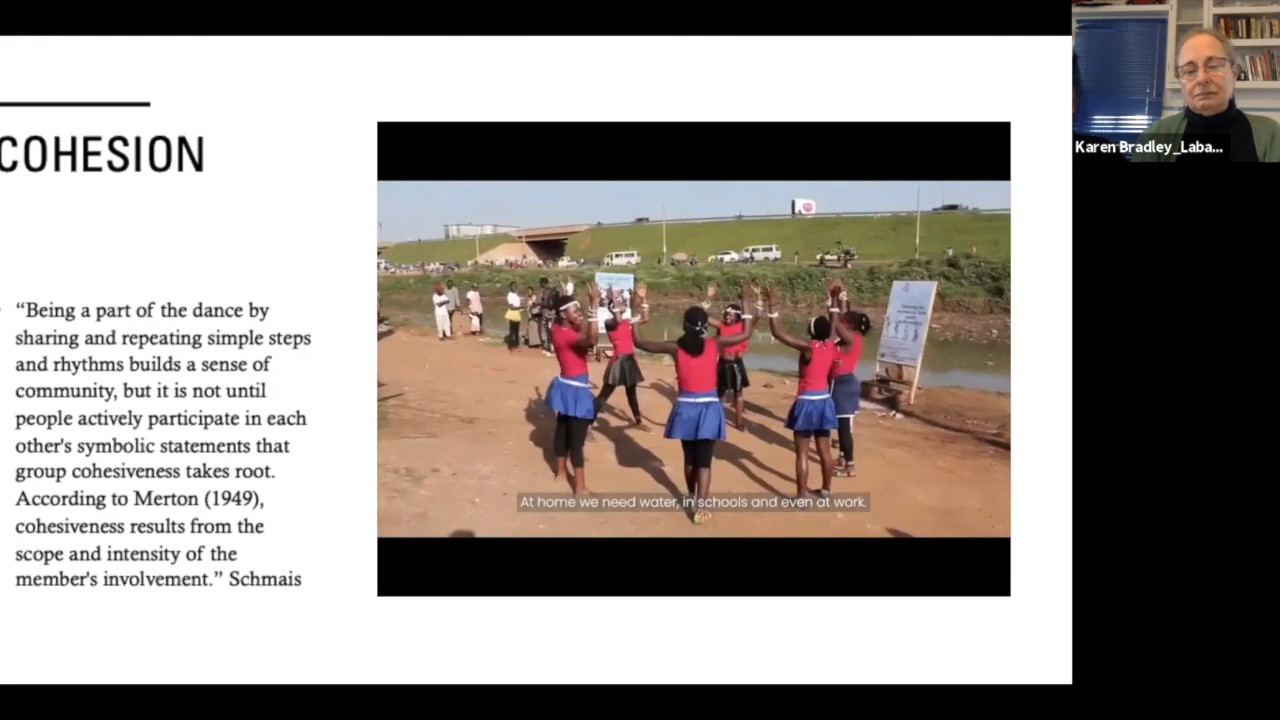 COHESION
“Being a part of the dance by
sharing and repeating simple steps
and rhythms builds a sense of
community, but it is not until
people actively participate in each
other's symbolic statements that
group cohesiveness takes root.
According to Merton (1949),
cohesiveness results from the
scope and intensity of the
member's involvement.” Schmais
At home we need water, in schools and even at work.
Karen Bradley_Laba...